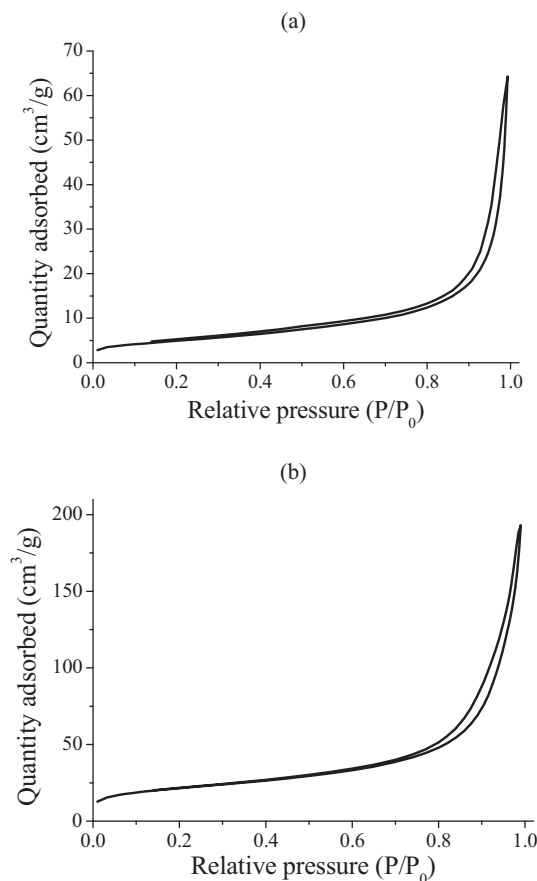 (a)
70
60
50
40
30
20
10
0
Quantity adsorbed (cm³/g)
0.0 0.2 0.4 0.6 0.8 1.0
Relative pressure (P/P₀)
(b)
200
150
100
50
0
Quantity adsorbed (cm³/g)
0.0 0.2 0.4 0.6 0.8 1.0
Relative pressure (P/P₀)